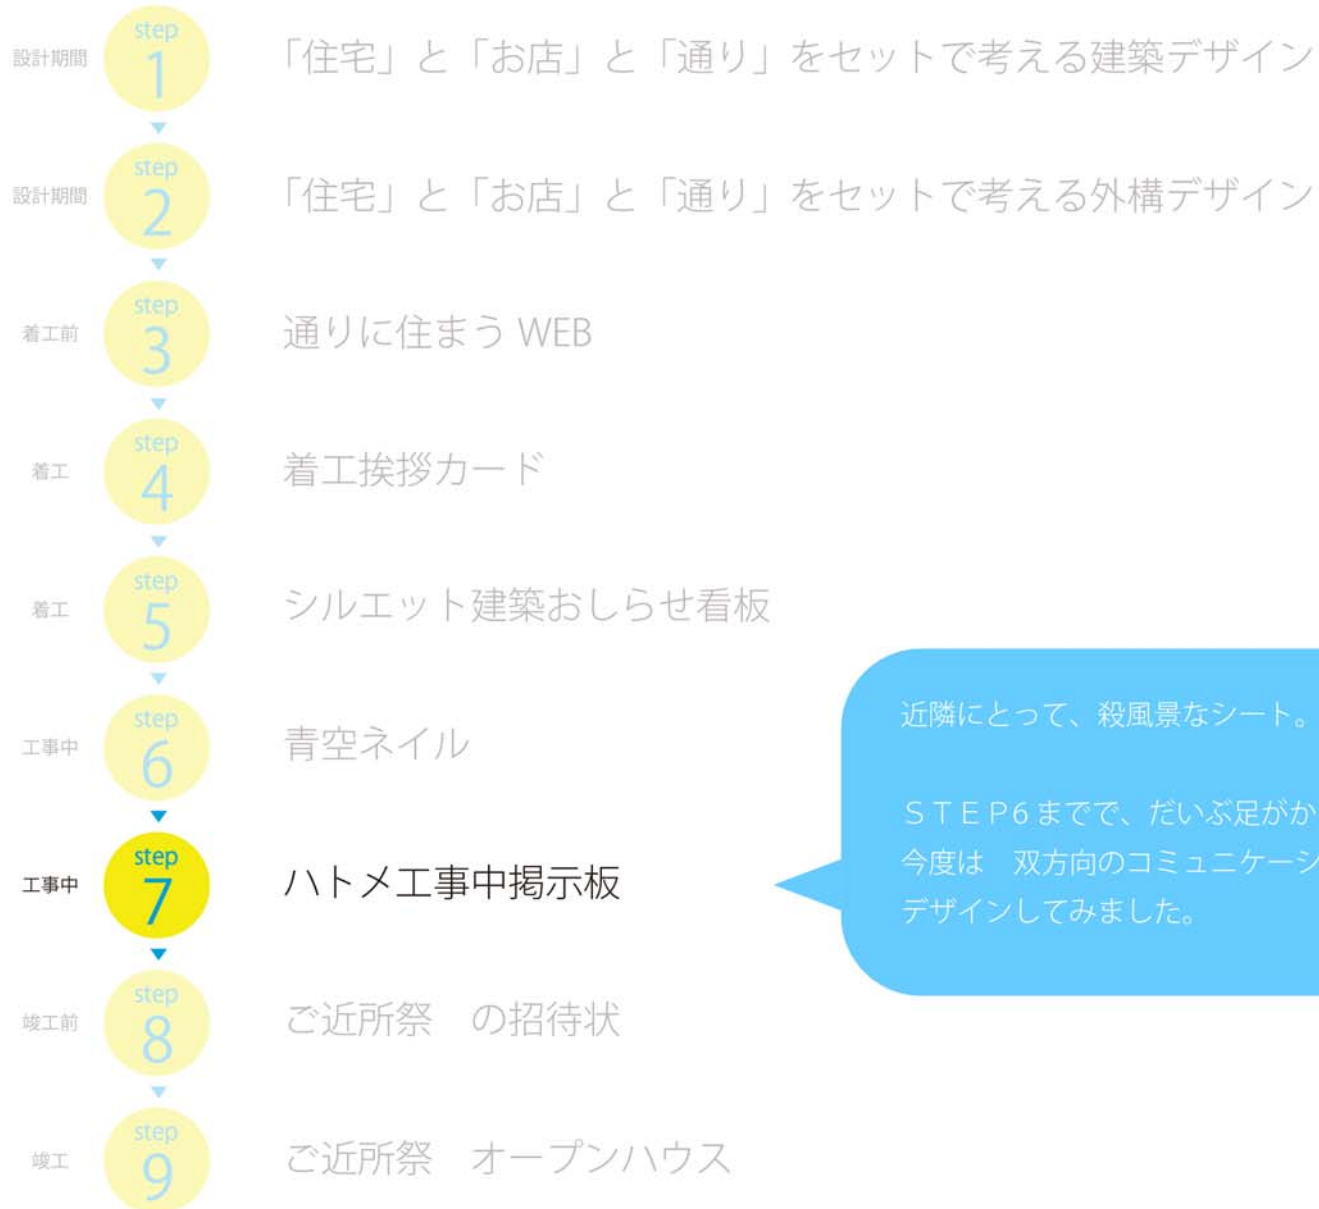 設計期間 step 1 「住宅」と「お店」と「通り」をセットで考える建築デザイン
設計期間 step 2 「住宅」と「お店」と「通り」をセットで考える外構デザイン
着工前 step 3 通りに住まう WEB
着工 step 4 着工挨拶カード
着工 step 5 シルエット建築おしらせ看板
工事中 step 6 青空ネイル
工事中 step 7 ハトメ工事中掲示板
近隣にとって、殺風景なシート。
ＳＴＥＰ6 までで、だいぶ足がか
今度は　双方向のコミュニケーシ
デザインしてみました。
竣工前 step 8 ご近所祭　の招待状
竣工 step 9 ご近所祭　オープンハウス